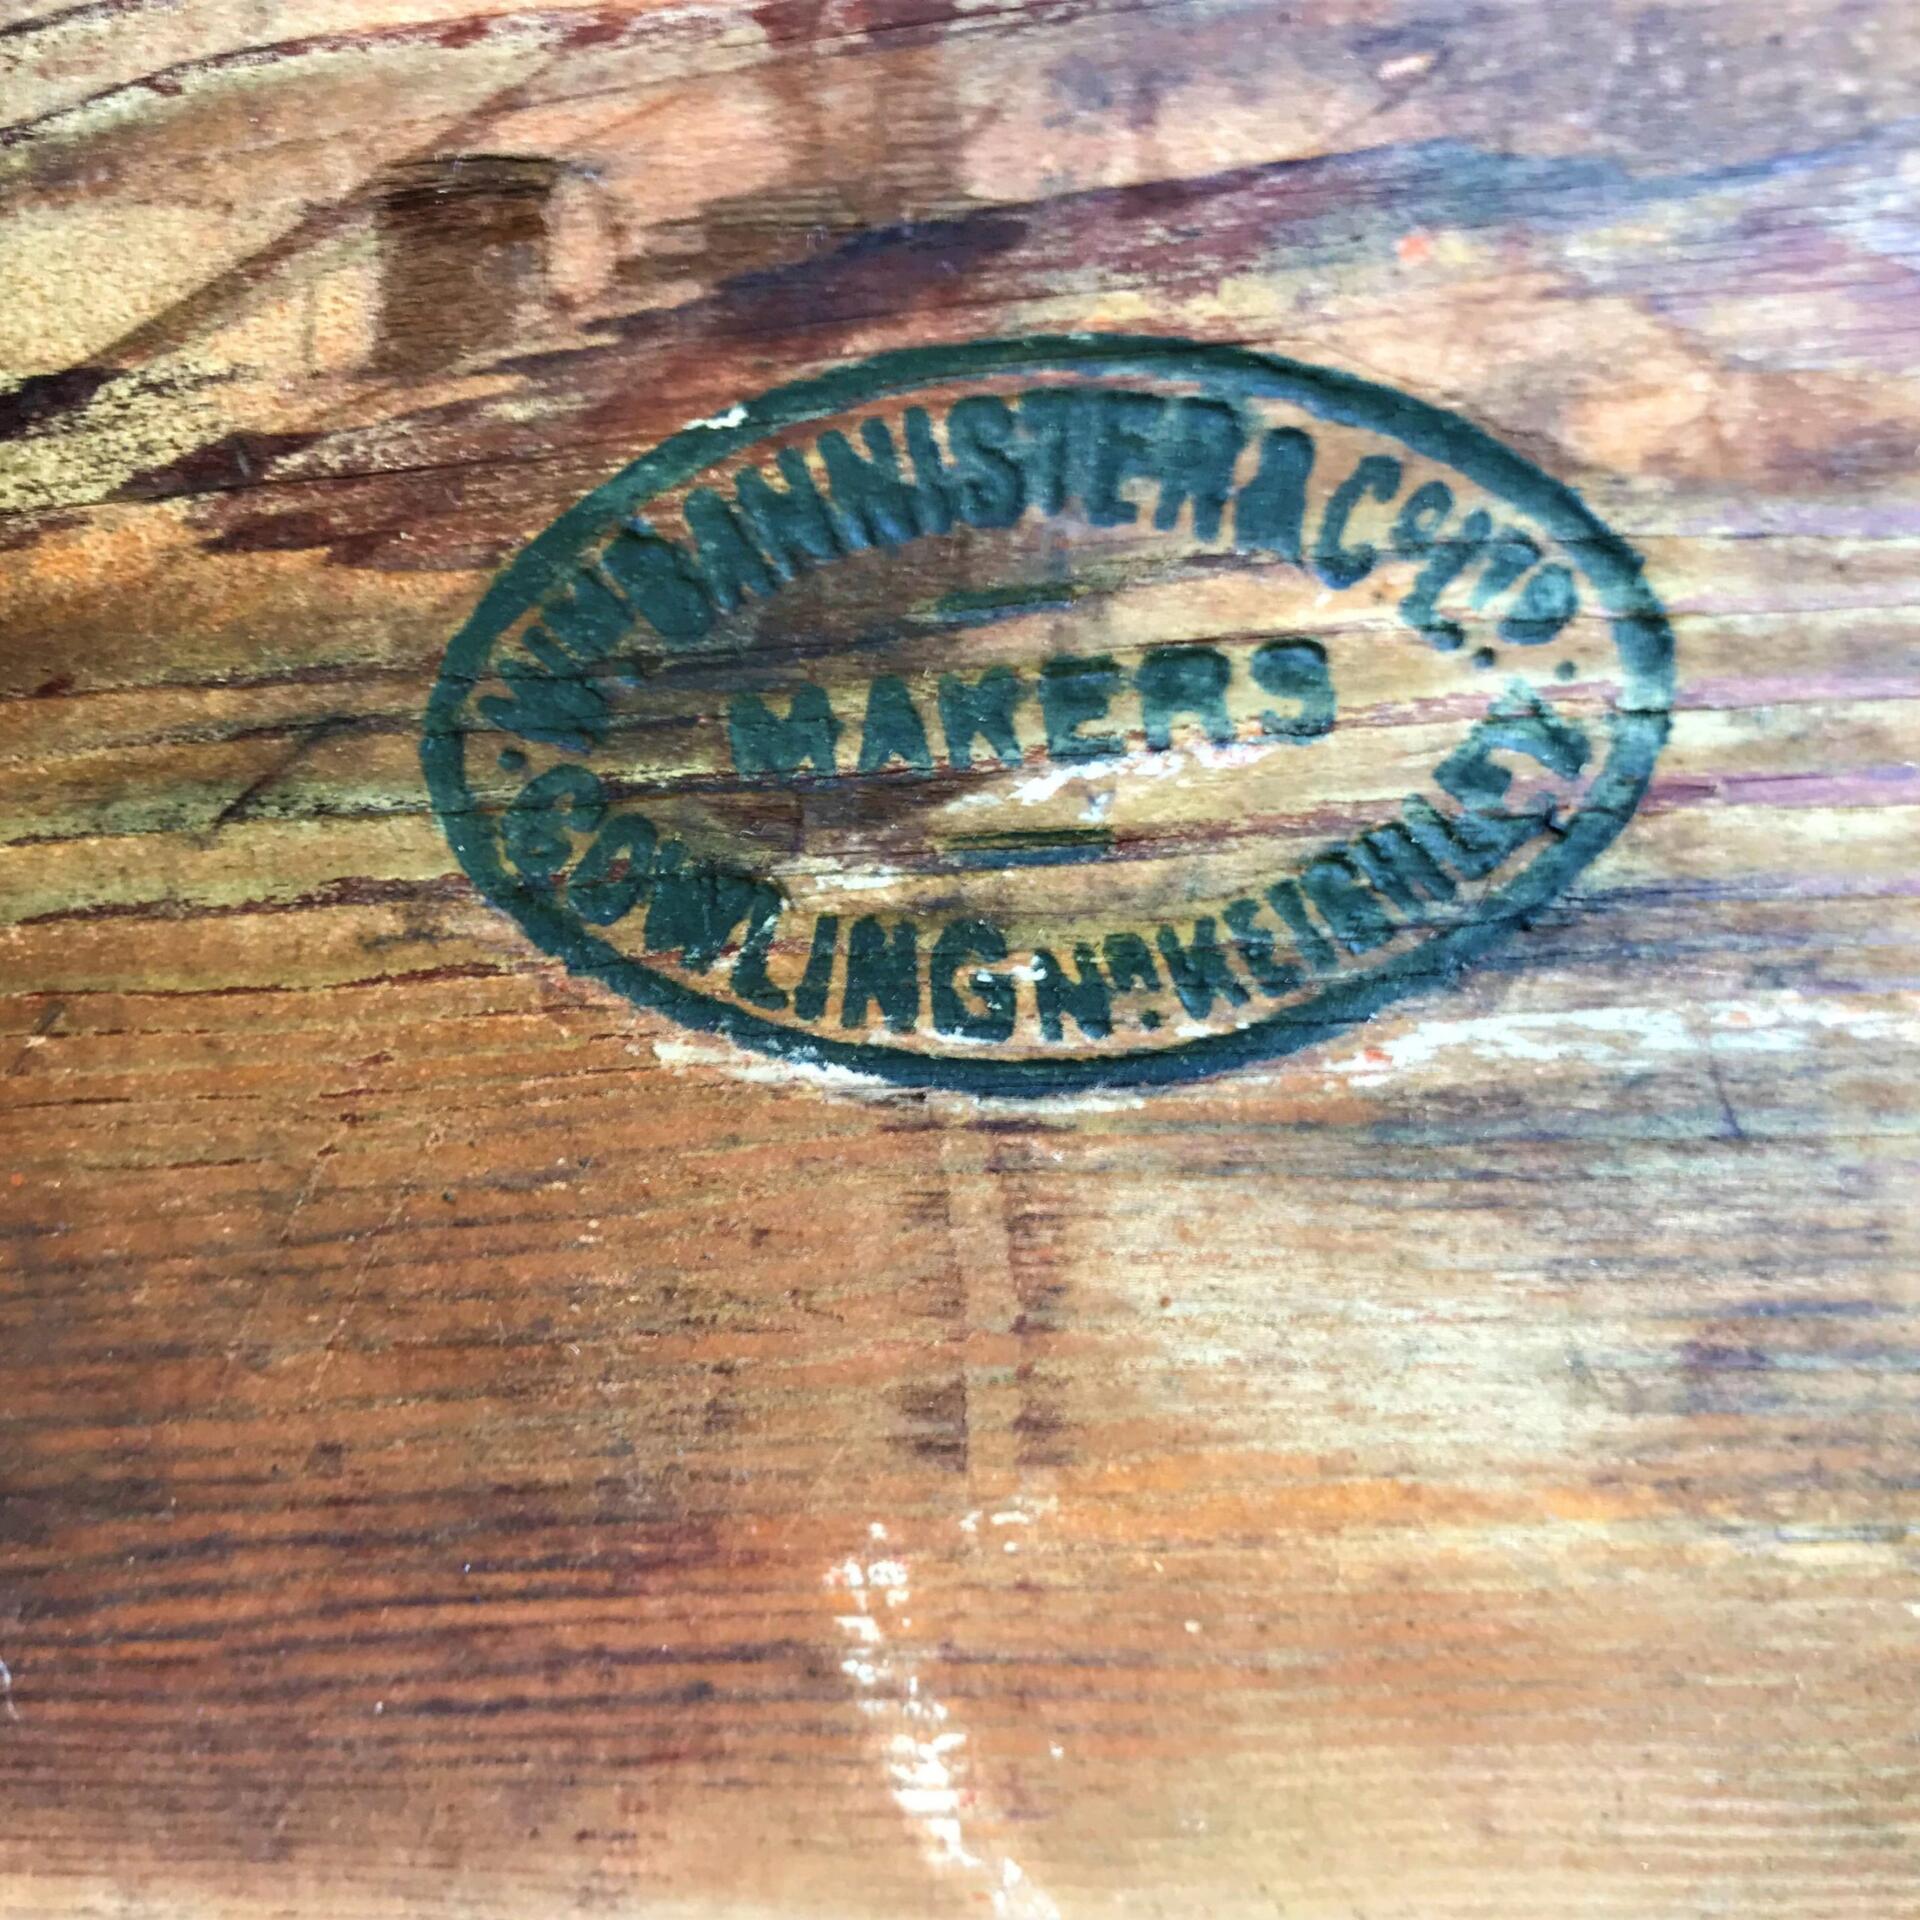 WM. BANNISTER & CO. LTD.
MAKERS
COWLING NR. KEIGHLEY